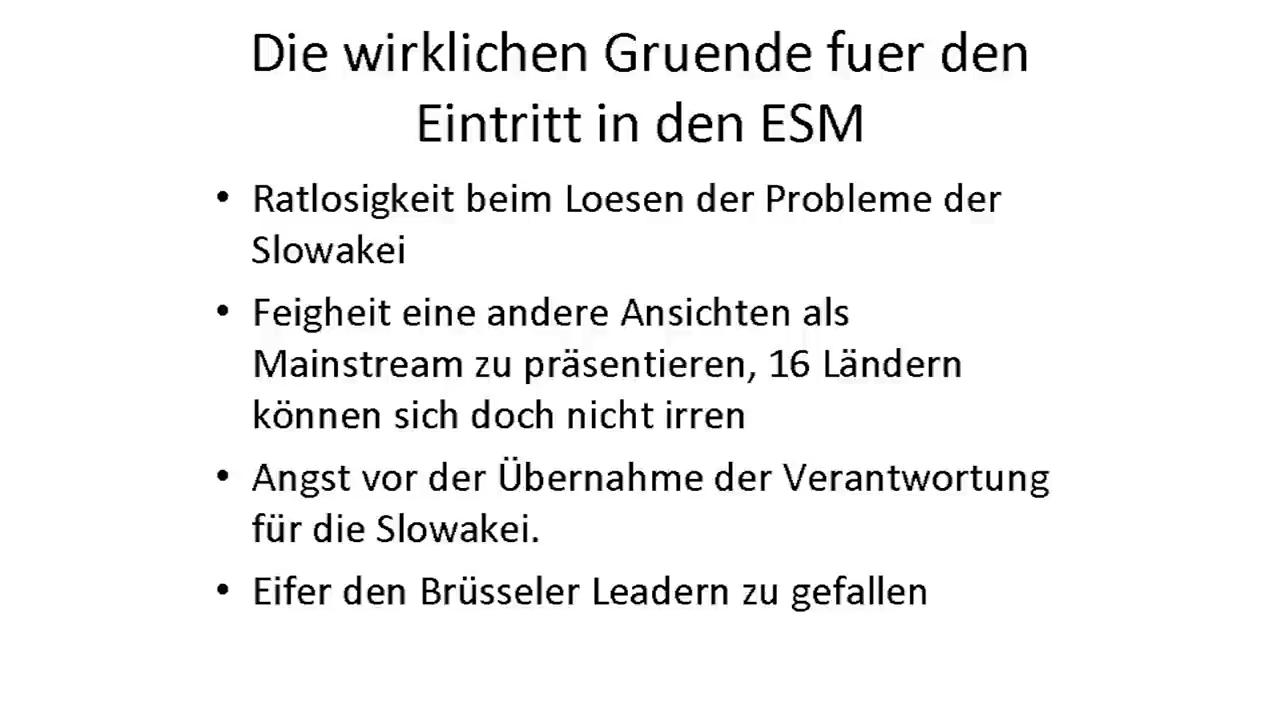 Die wirklichen Gruende fuer den
Eintritt in den ESM
• Ratlosigkeit beim Loesen der Probleme der
Slowakei
• Feigheit eine andere Ansichten als
Mainstream zu präsentieren, 16 Ländern
können sich doch nicht irren
• Angst vor der Übernahme der Verantwortung
für die Slowakei.
• Eifer den Brüsseler Leadern zu gefallen